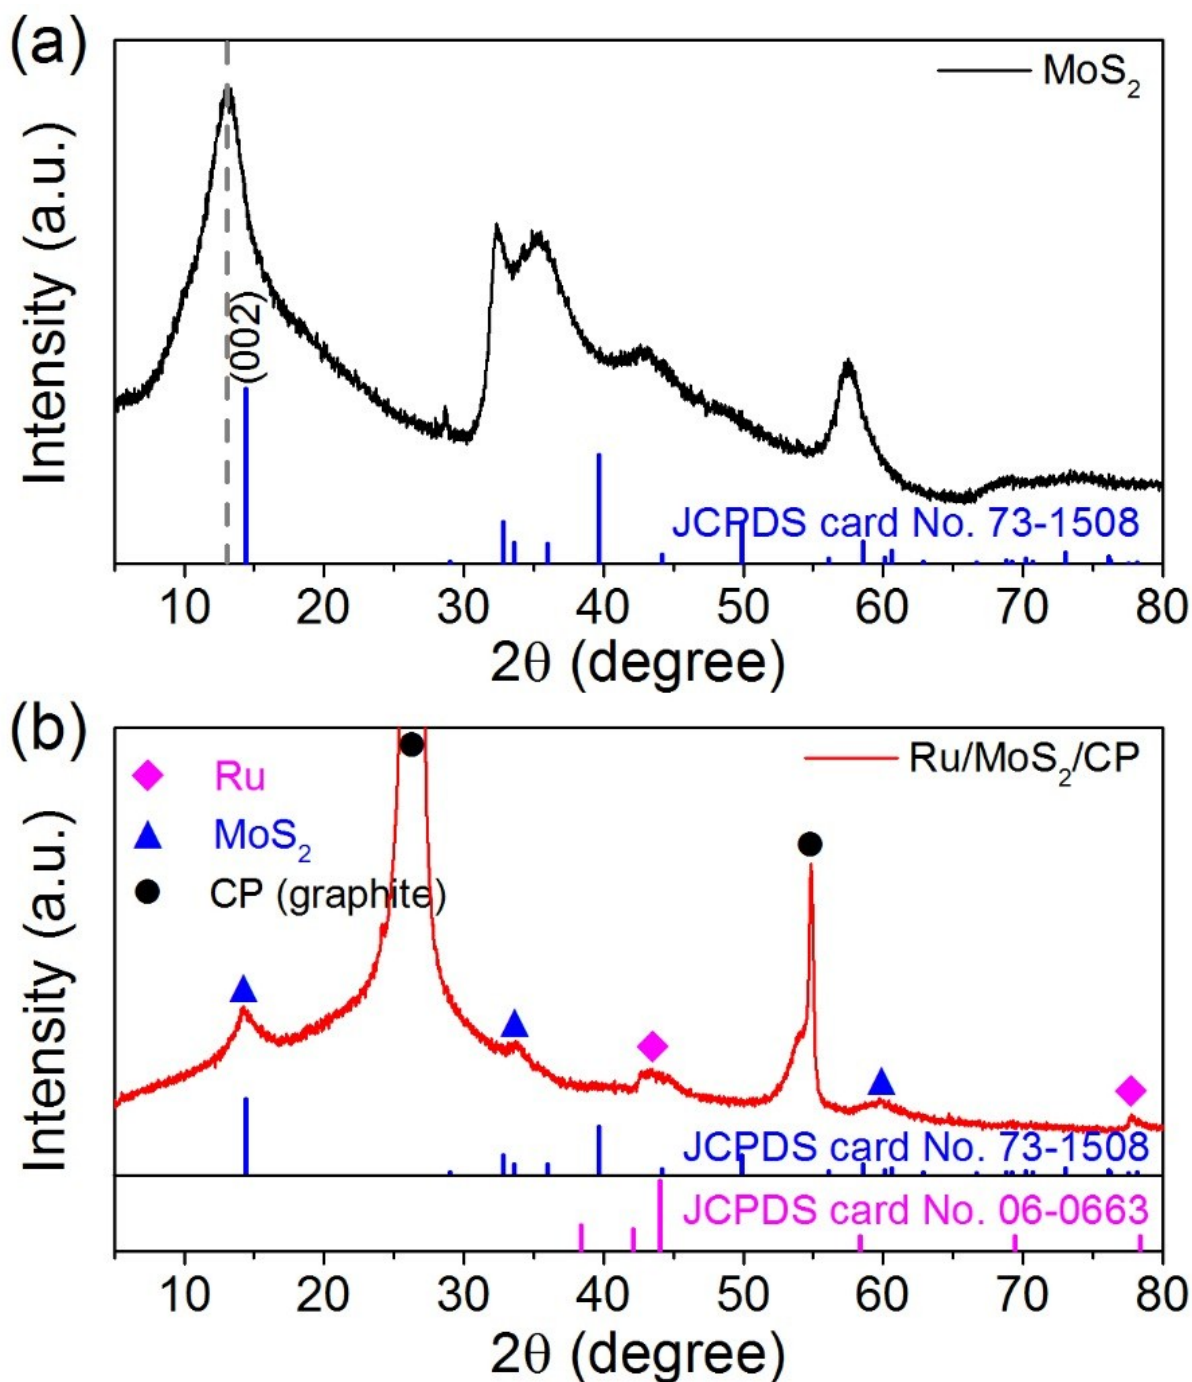 (a)
MoS₂
Intensity (a.u.)
(002)
JCPDS card No. 73-1508
10 20 30 40 50 60 70 80
2θ (degree)
(b)
Ru/MoS₂/CP
Ru
MoS₂
CP (graphite)
Intensity (a.u.)
JCPDS card No. 73-1508
JCPDS card No. 06-0663
10 20 30 40 50 60 70 80
2θ (degree)